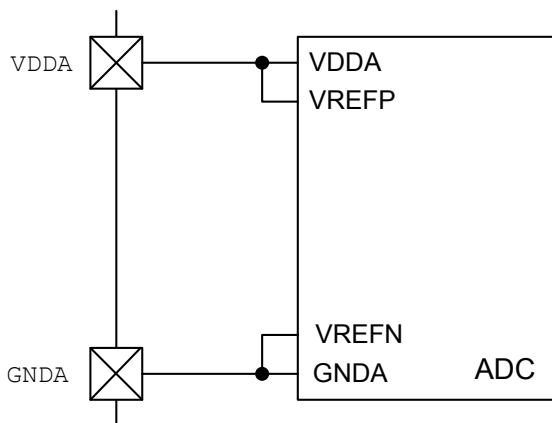 VDDA
VDDA
VREFP
VREFN
GNDA
GNDA
ADC